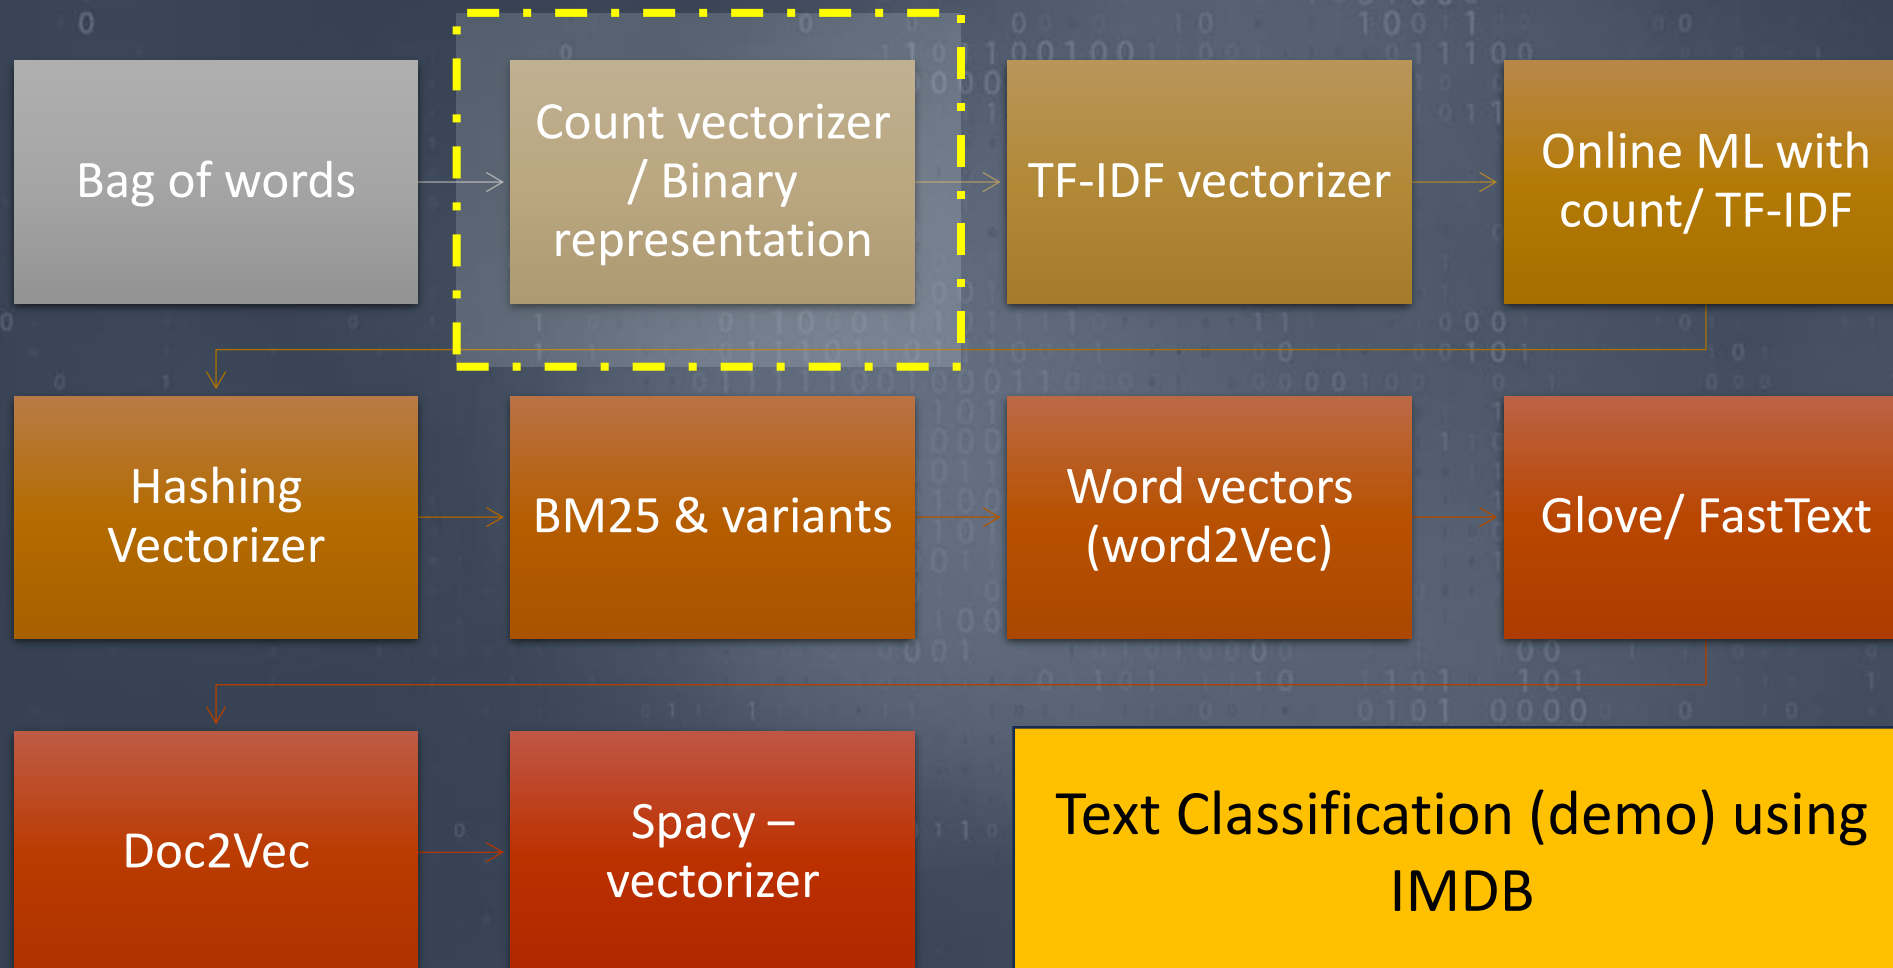 Bag of words
Count vectorizer
/ Binary
representation
TF-IDF vectorizer
Online ML with
count/ TF-IDF
Hashing
Vectorizer
BM25 & variants
Word vectors
(word2Vec)
Glove/ FastText
Doc2Vec
Spacy –
vectorizer
Text Classification (demo) using
IMDB